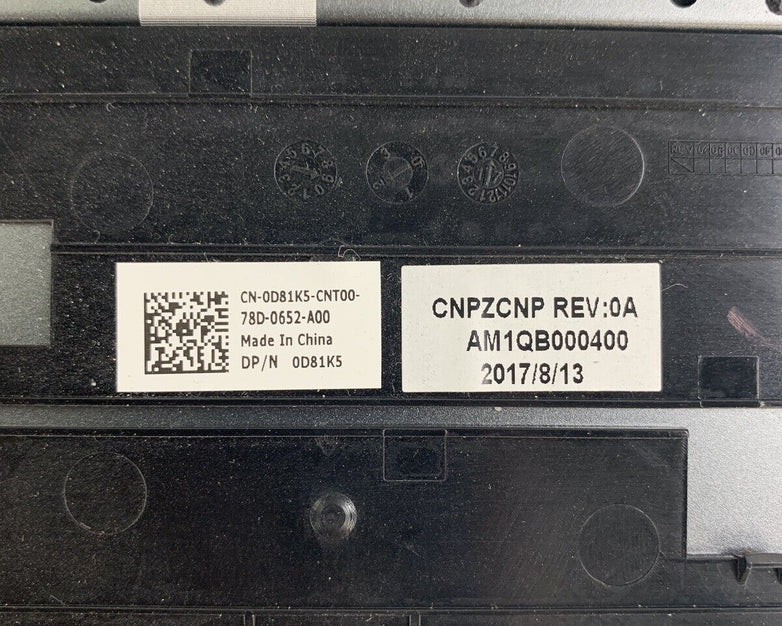 CN-0D81K5-CNT00-
78D-0652-A00
Made In China
DP/N 0D81K5
CNPZCNP REV:0A
AM1QB000400
2017/8/13